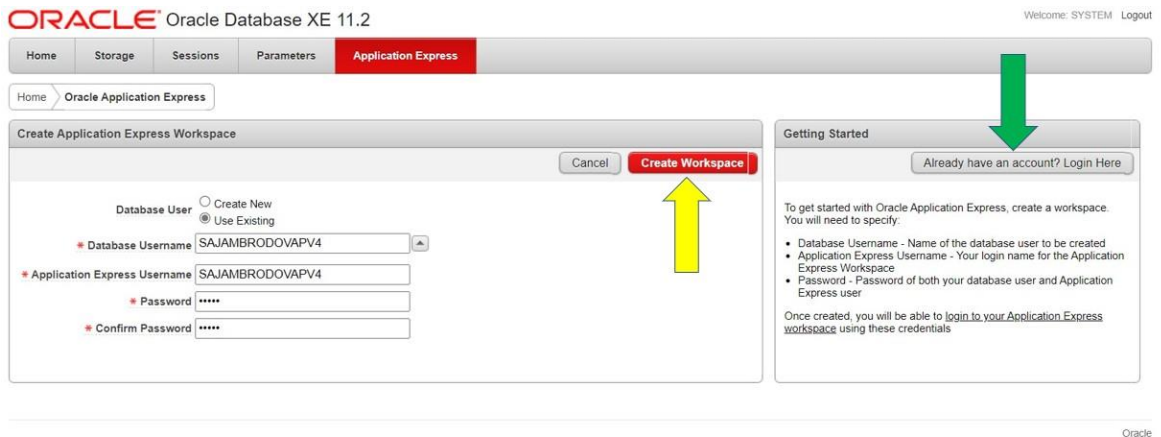 ORACLE Oracle Database XE 11.2
Welcome: SYSTEM Logout
Home Storage Sessions Parameters Application Express
Home Oracle Application Express
Create Application Express Workspace
Cancel Create Workspace
Database User Create New
Use Existing
* Database Username SAJAMBRODOVAPV4
* Application Express Username SAJAMBRODOVAPV4
* Password •••••
* Confirm Password •••••
Getting Started
Already have an account? Login Here
To get started with Oracle Application Express, create a workspace.
You will need to specify:
• Database Username - Name of the database user to be created
• Application Express Username - Your login name for the Application
Express Workspace
• Password - Password of both your database user and Application
Express user
Once created, you will be able to login to your Application Express
workspace using these credentials
Oracle